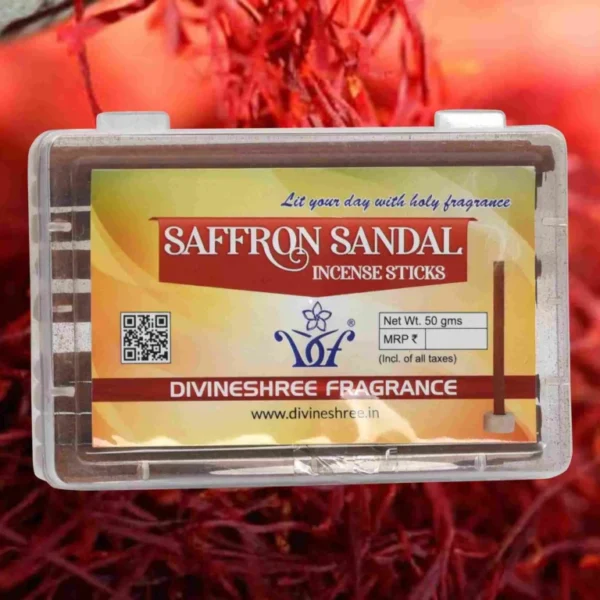 Lit your day with holy fragrance
SAFFRON SANDAL
INCENSE STICKS
Net Wt. 50 gms
MRP ₹
(Incl. of all taxes)
®
DIVINESHREE FRAGRANCE
www.divineshree.in